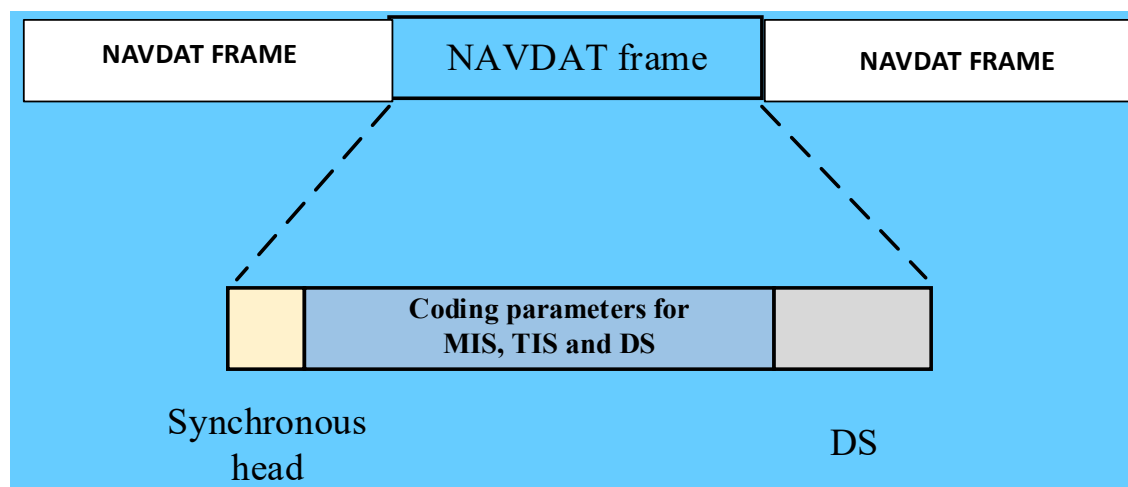 NAVDAT FRAME
NAVDAT frame
NAVDAT FRAME
Coding parameters for
MIS, TIS and DS
Synchronous
head
DS